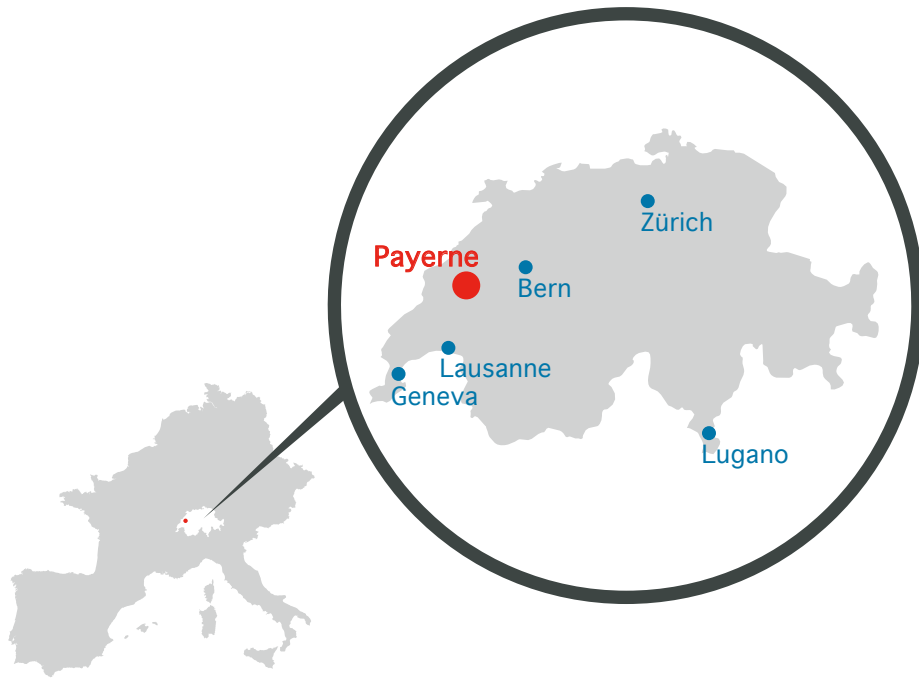 Zürich
Payerne
Bern
Lausanne
Geneva
Lugano